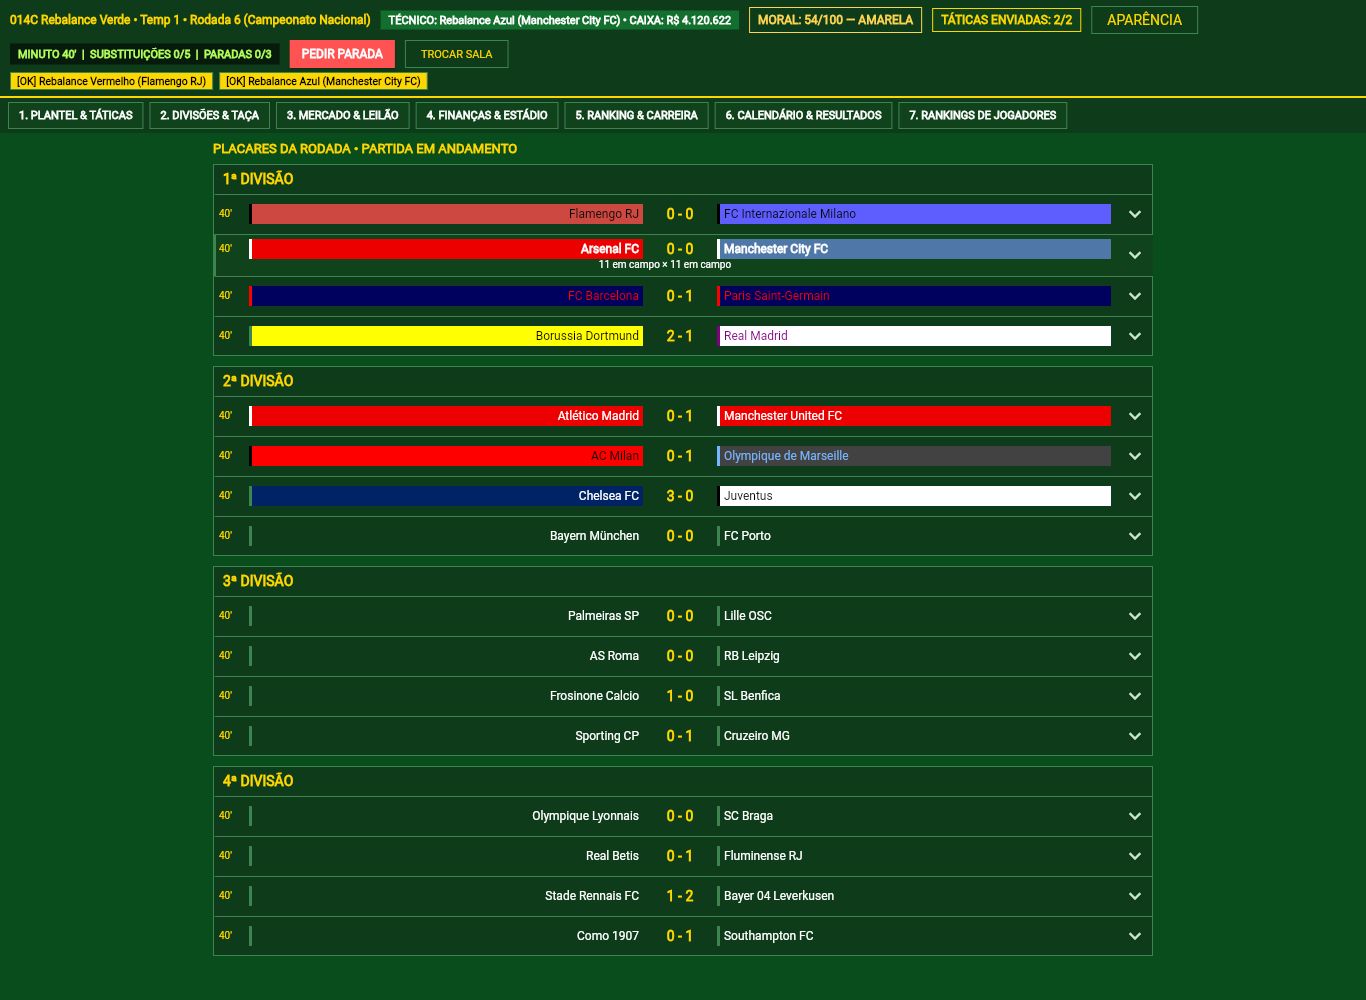 014C Rebalance Verde • Temp 1 • Rodada 6 (Campeonato Nacional) TÉCNICO: Rebalance Azul (Manchester City FC) • CAIXA: R$ 4.120.622 MORAL: 54/100 — AMARELA TÁTICAS ENVIADAS: 2/2 APARÊNCIA
MINUTO 40' | SUBSTITUIÇÕES 0/5 | PARADAS 0/3 PEDIR PARADA TROCAR SALA
[OK] Rebalance Vermelho (Flamengo RJ) [OK] Rebalance Azul (Manchester City FC)
1. PLANTEL & TÁTICAS 2. DIVISÕES & TAÇA 3. MERCADO & LEILÃO 4. FINANÇAS & ESTÁDIO 5. RANKING & CARREIRA 6. CALENDÁRIO & RESULTADOS 7. RANKINGS DE JOGADORES
PLACARES DA RODADA • PARTIDA EM ANDAMENTO
1ª DIVISÃO
40' Flamengo RJ 0 - 0 FC Internazionale Milano
40' Arsenal FC 0 - 0 Manchester City FC
11 em campo × 11 em campo
40' FC Barcelona 0 - 1 Paris Saint-Germain
40' Borussia Dortmund 2 - 1 Real Madrid
2ª DIVISÃO
40' Atlético Madrid 0 - 1 Manchester United FC
40' AC Milan 0 - 1 Olympique de Marseille
40' Chelsea FC 3 - 0 Juventus
40' Bayern München 0 - 0 FC Porto
3ª DIVISÃO
40' Palmeiras SP 0 - 0 Lille OSC
40' AS Roma 0 - 0 RB Leipzig
40' Frosinone Calcio 1 - 0 SL Benfica
40' Sporting CP 0 - 1 Cruzeiro MG
4ª DIVISÃO
40' Olympique Lyonnais 0 - 0 SC Braga
40' Real Betis 0 - 1 Fluminense RJ
40' Stade Rennais FC 1 - 2 Bayer 04 Leverkusen
40' Como 1907 0 - 1 Southampton FC